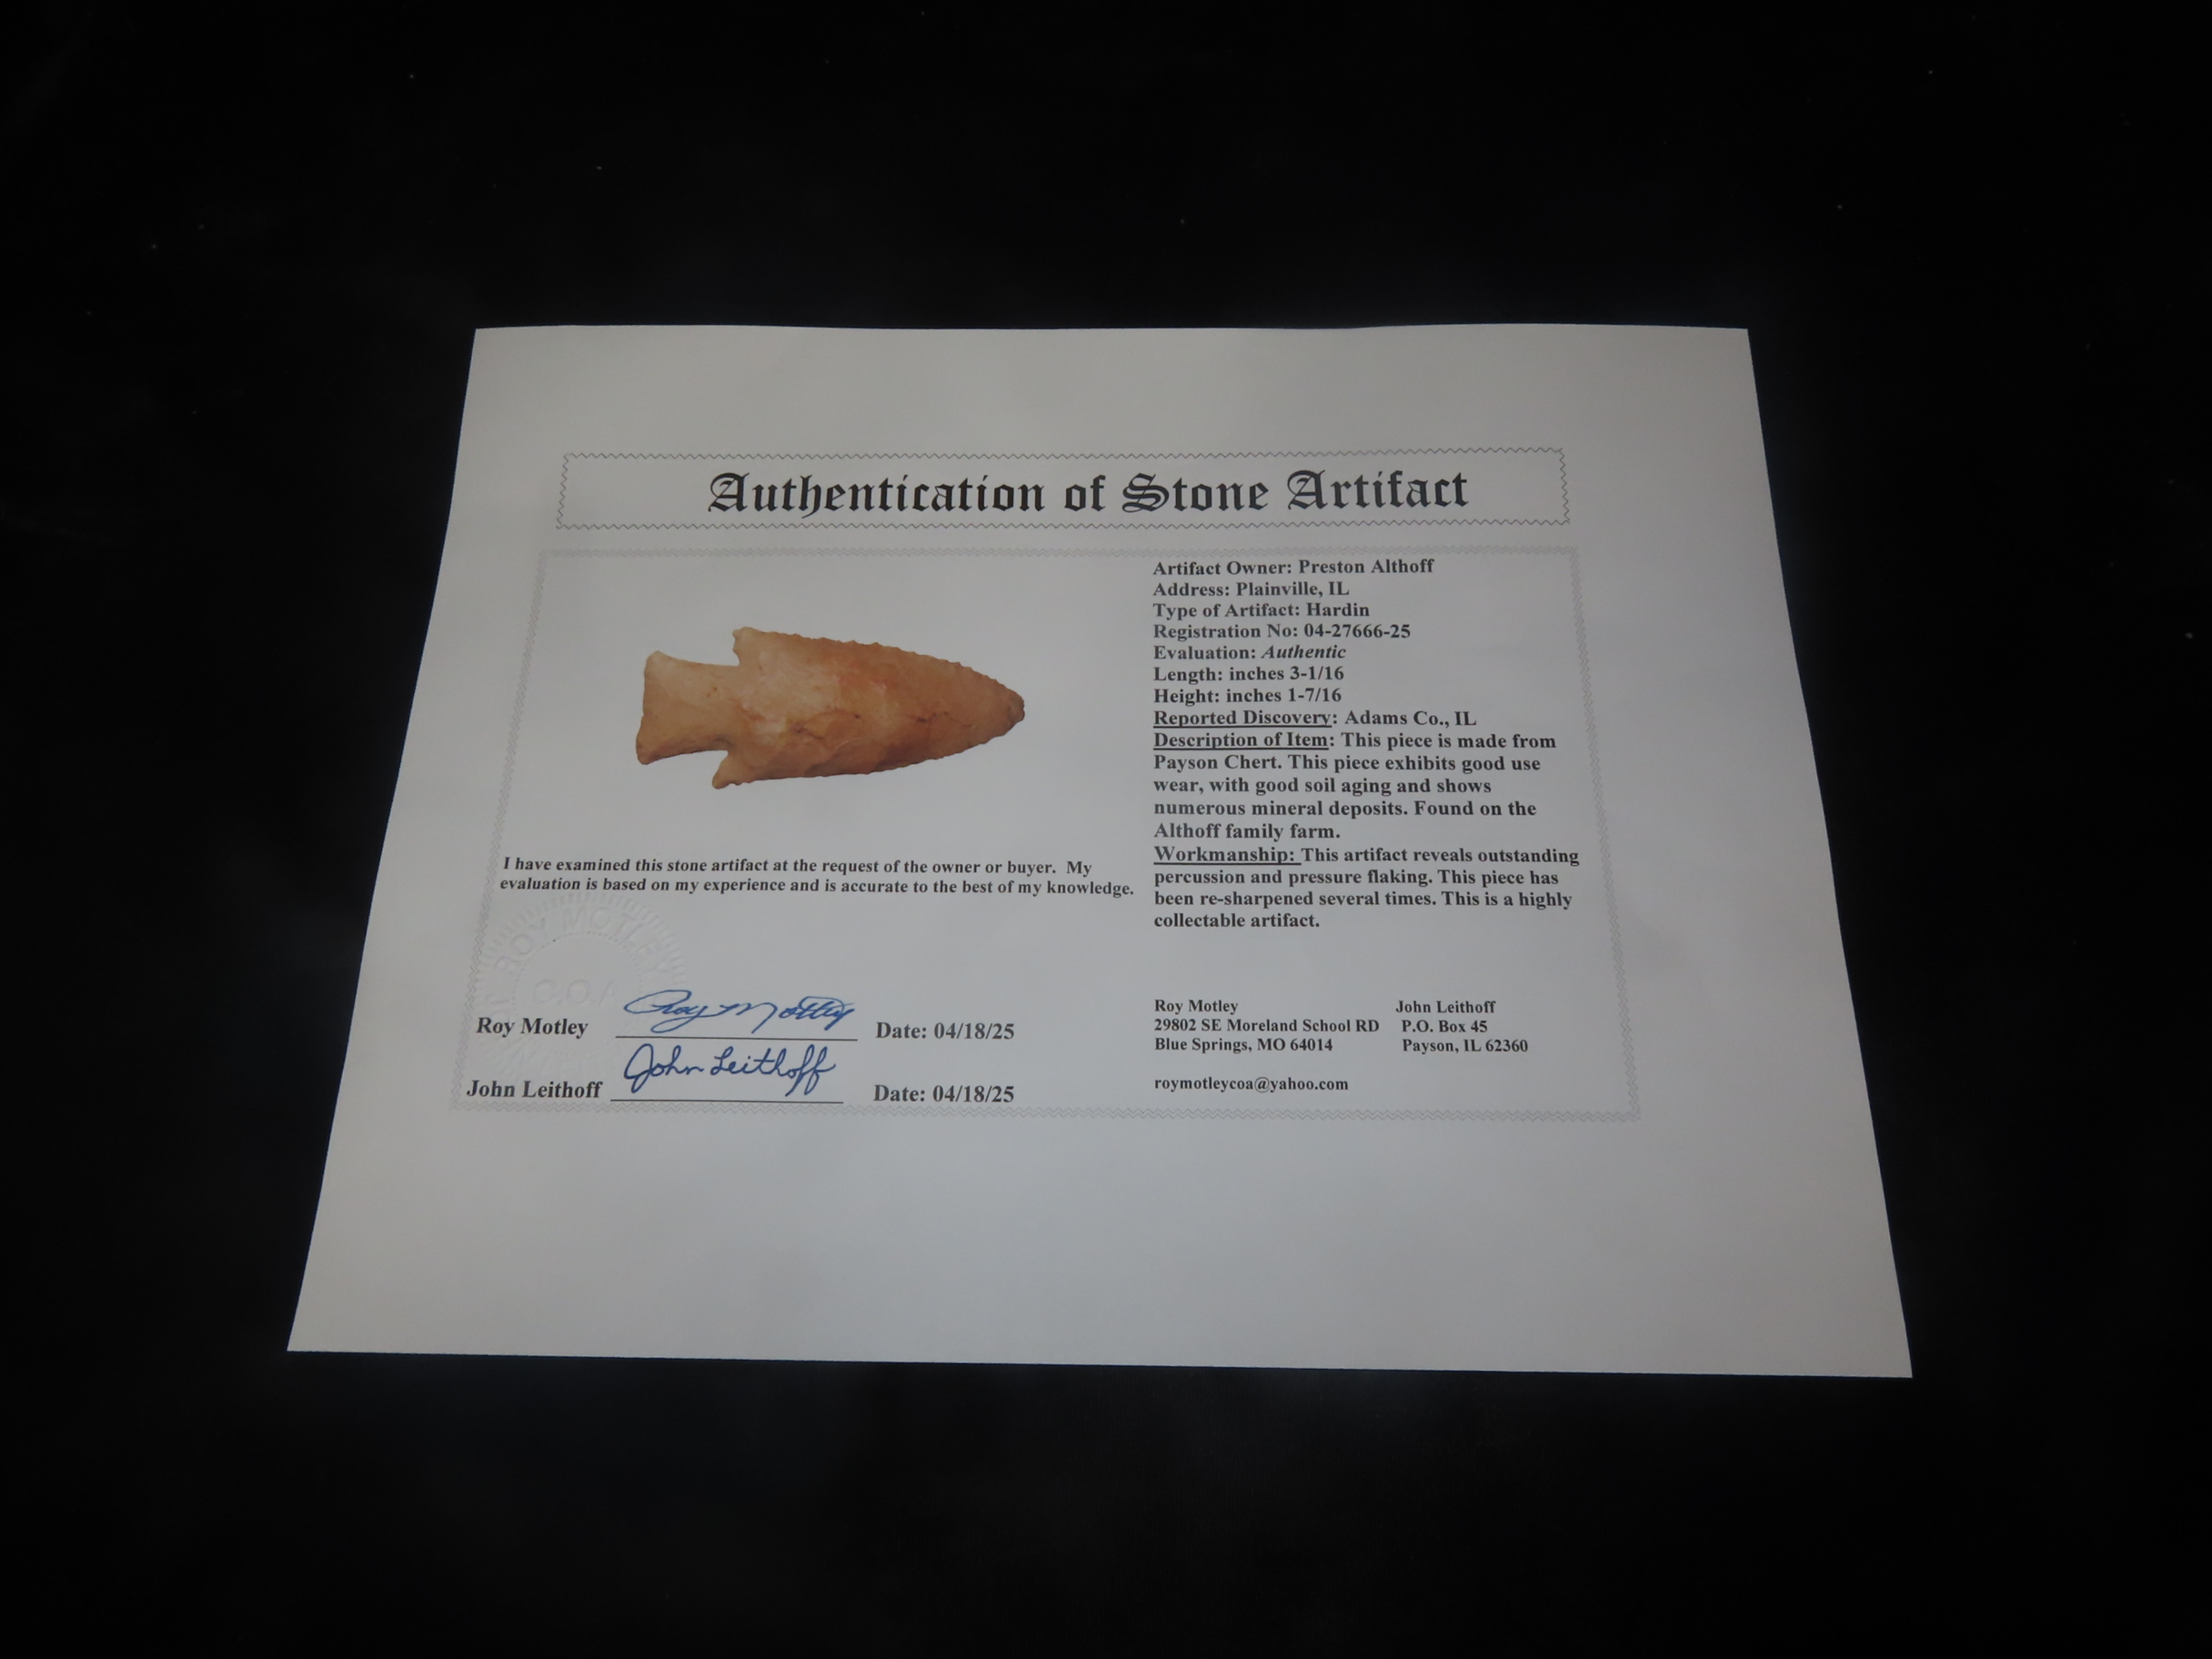 Authentication of Stone Artifact
Artifact Owner: Preston Althoff
Address: Plainville, IL
Type of Artifact: Hardin
Registration No: 04-27666-25
Evaluation: Authentic
Length: inches 3-1/16
Height: inches 1-7/16
Reported Discovery: Adams Co., IL
Description of Item: This piece is made from
Payson Chert. This piece exhibits good use
wear, with good soil aging and shows
numerous mineral deposits. Found on the
Althoff family farm.
Workmanship: This artifact reveals outstanding
percussion and pressure flaking. This piece has
been re-sharpened several times. This is a highly
collectable artifact.
I have examined this stone artifact at the request of the owner or buyer. My
evaluation is based on my experience and is accurate to the best of my knowledge.
ROY MOTLEY
C.O.A
Roy Motley Roy Motley Date: 04/18/25
John Leithoff John Leithoff Date: 04/18/25
Roy Motley
29802 SE Moreland School RD
Blue Springs, MO 64014
roymotleycoa@yahoo.com
John Leithoff
P.O. Box 45
Payson, IL 62360